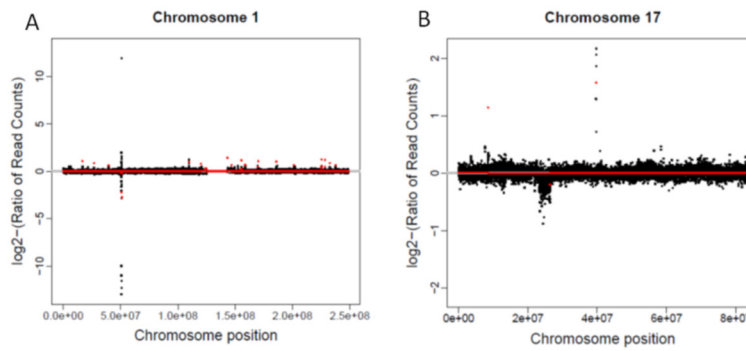 A
Chromosome 1
log2-(Ratio of Read Counts)
10
5
0
-5
-10
0.0e+00 5.0e+07 1.0e+08 1.5e+08 2.0e+08 2.5e+08
Chromosome position
B
Chromosome 17
log2-(Ratio of Read Counts)
2
1
0
-1
-2
0e+00 2e+07 4e+07 6e+07
Chromosome position